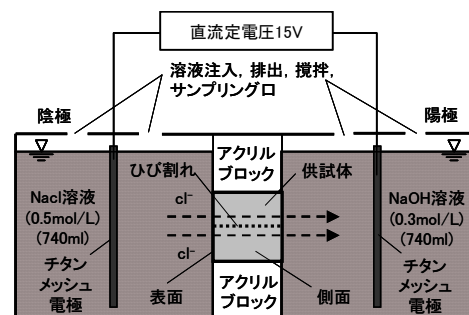 直流定電圧15V
溶液注入，排出，撹拌，
サンプリング口
陰極
陽極
アクリル
ブロック
ひび割れ
供試体
Nacl溶液
(0.5mol/L)
(740ml)
チタン
メッシュ
電極
cl⁻
cl⁻
NaOH溶液
(0.3mol/L)
(740ml)
チタン
メッシュ
電極
表面
アクリル
ブロック
側面